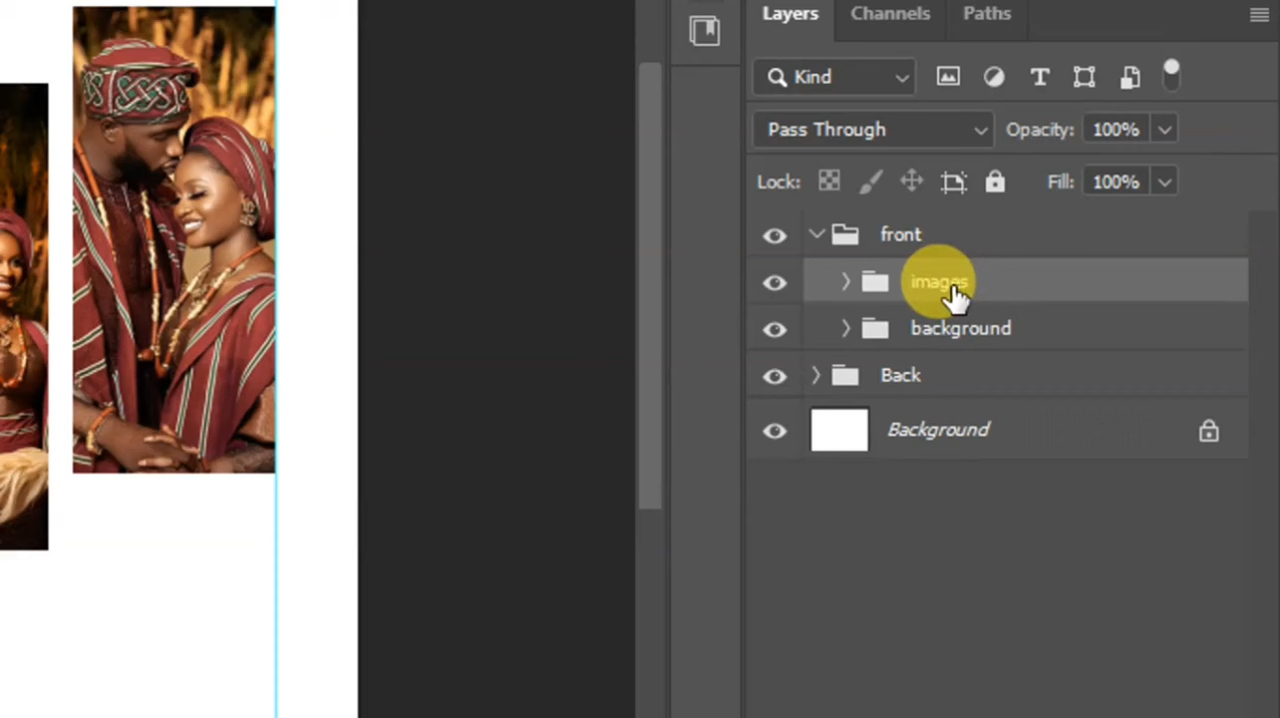 Layers Channels Paths
Kind
Pass Through Opacity: 100%
Lock: Fill: 100%
front
images
background
Back
Background